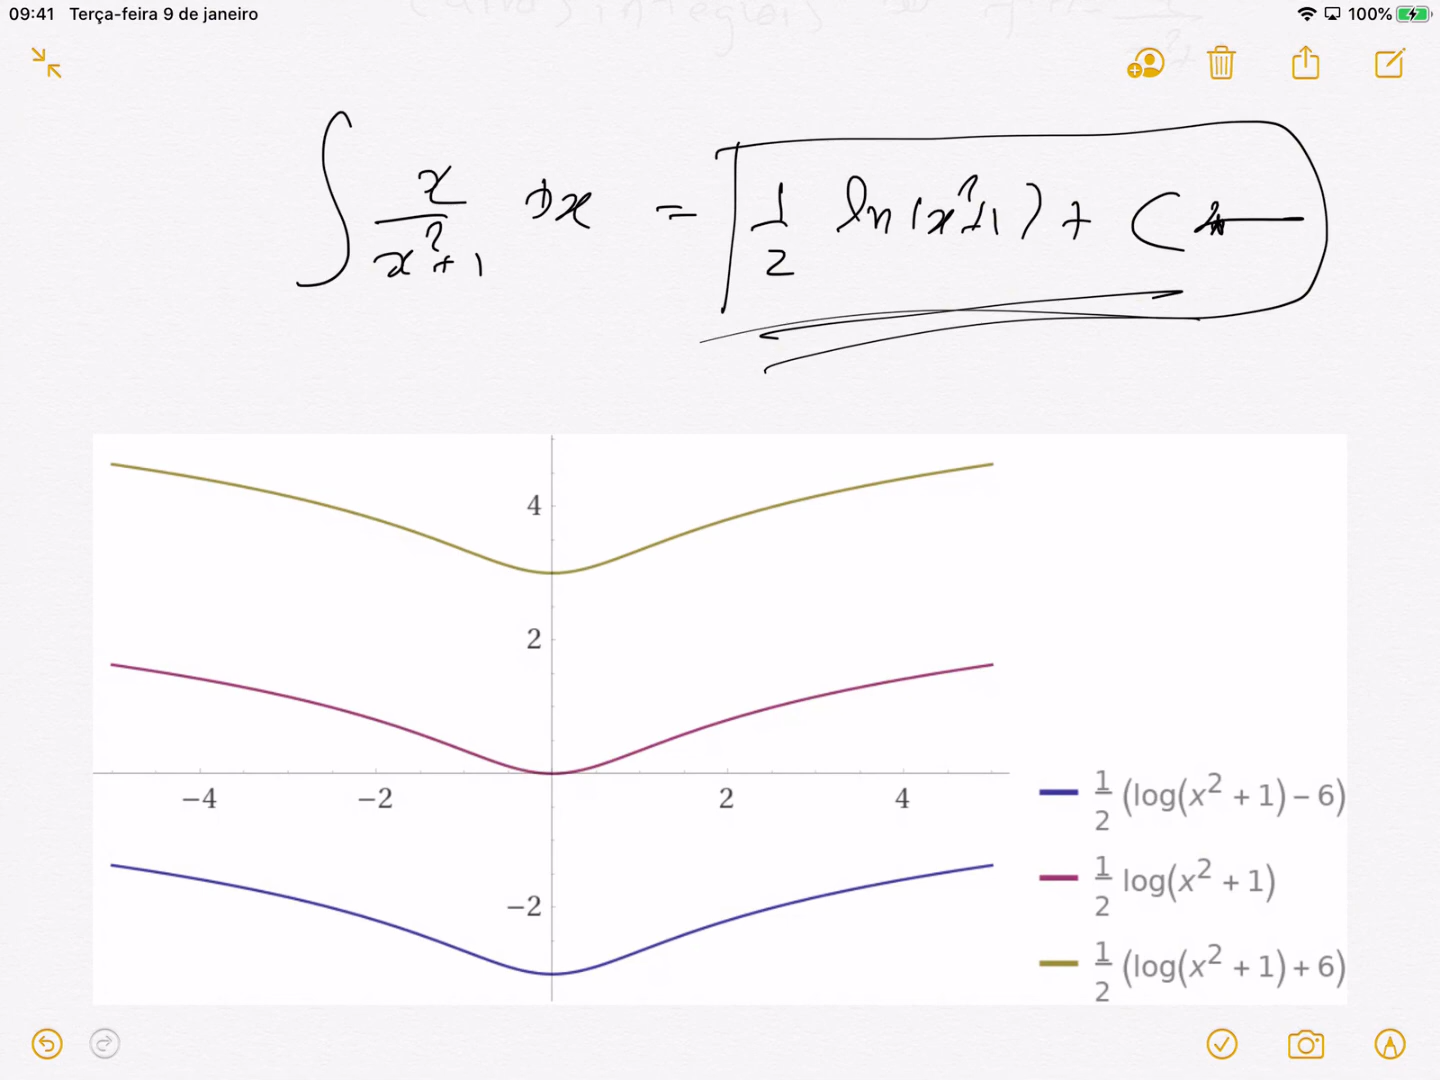 09:41 Terça-feira 9 de janeiro 100%
∫ x/(x²+1) dx = 1/2 ln(x²+1) + C
4
2
−4 −2 2 4
−2
1/2 (log(x² + 1) − 6)
1/2 log(x² + 1)
1/2 (log(x² + 1) + 6)